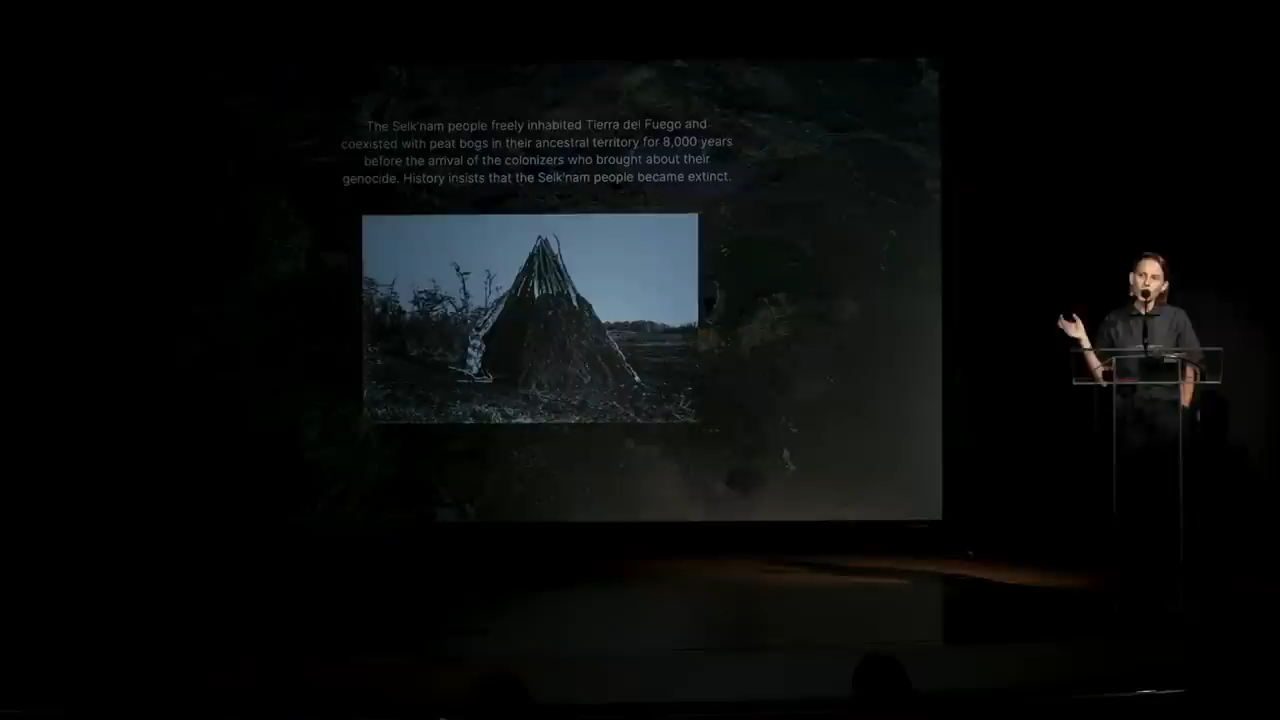 The Selk'nam people freely inhabited Tierra del Fuego and
coexisted with peat bogs in their ancestral territory for 8,000 years
before the arrival of the colonizers who brought about their
genocide. History insists that the Selk'nam people became extinct.